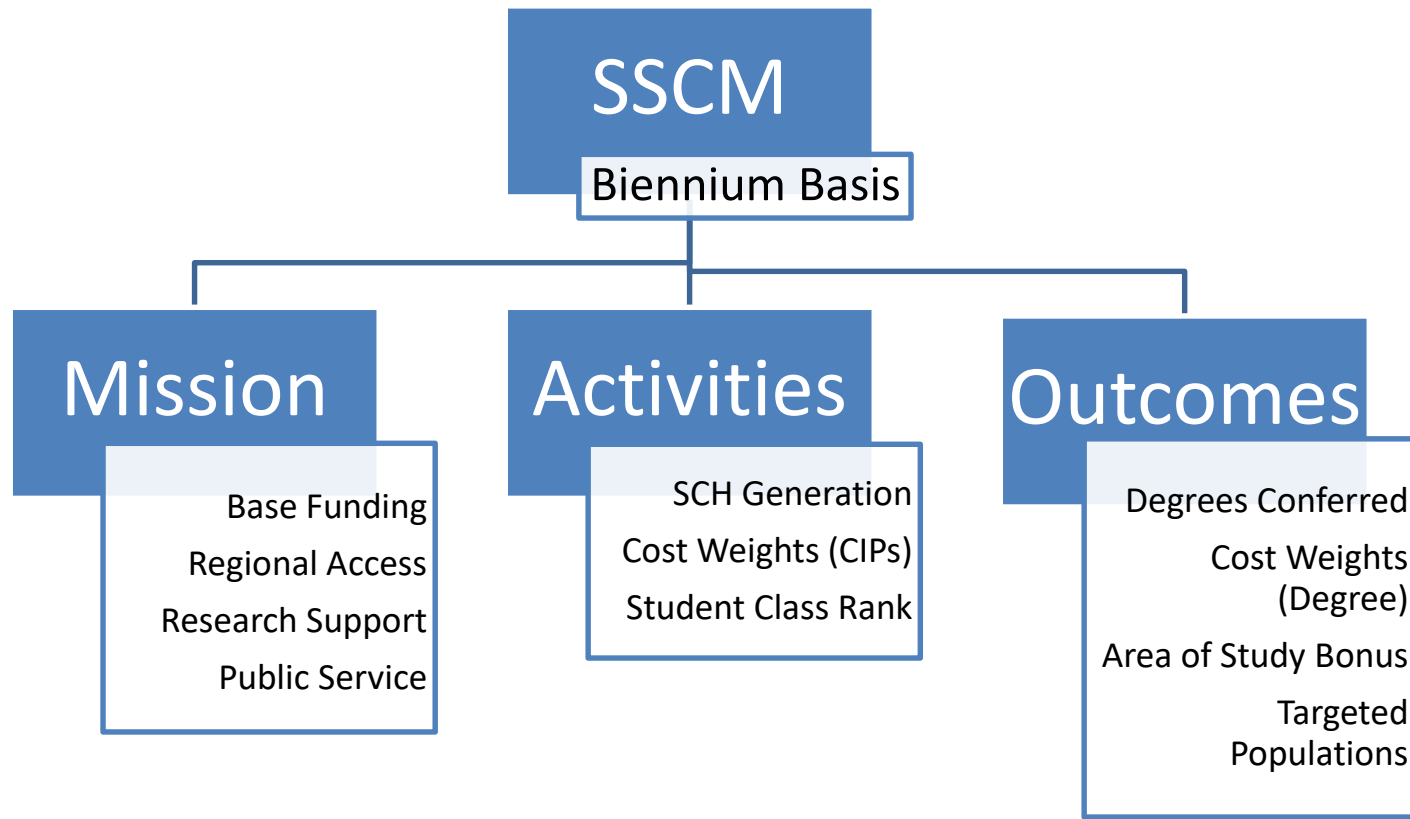 SSCM
Biennium Basis
Mission
Base Funding
Regional Access
Research Support
Public Service
Activities
SCH Generation
Cost Weights (CIPs)
Student Class Rank
Outcomes
Degrees Conferred
Cost Weights
(Degree)
Area of Study Bonus
Targeted
Populations